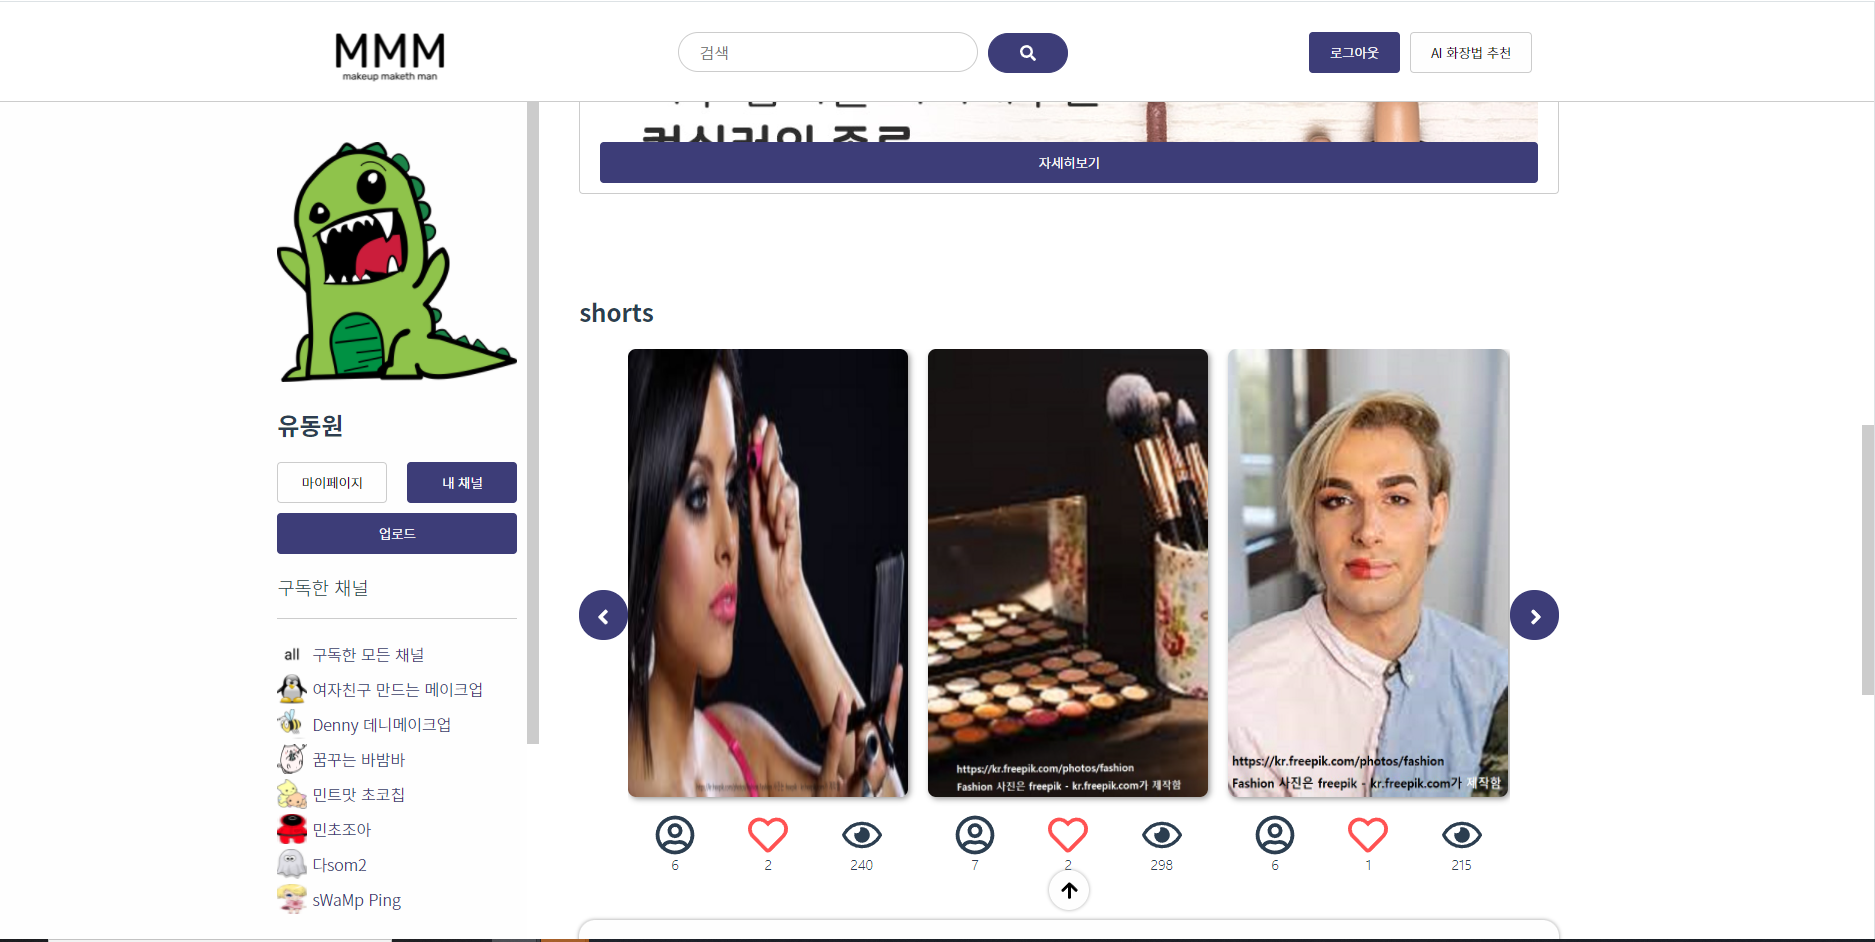 MMM
makeup maketh man
검색
로그아웃
AI 화장법 추천
컨실러의 종류
자세히보기
유동원
마이페이지
내 채널
업로드
구독한 채널
all 구독한 모든 채널
여자친구 만드는 메이크업
Denny 데니메이크업
꿈꾸는 바밤바
민트맛 초코칩
민초조아
다som2
sWaMp Ping
shorts
https://kr.freepik.com/photos/fashion
Fashion 사진은 freepik - kr.freepik.com가 제작함
https://kr.freepik.com/photos/fashion
Fashion 사진은 freepik - kr.freepik.com가 제작함
6
2
240
7
2
298
6
1
215